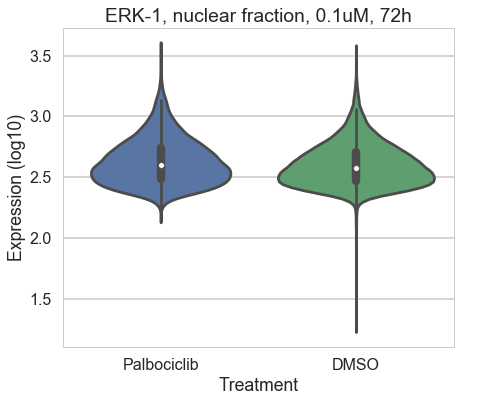 ERK-1, nuclear fraction, 0.1uM, 72h
3.5
3.0
2.5
2.0
1.5
Expression (log10)
Palbociclib DMSO
Treatment